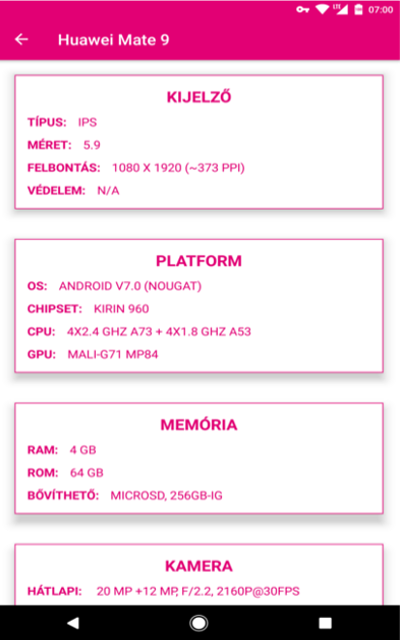 LTE 07:00
Huawei Mate 9
KIJELZŐ
TÍPUS: IPS
MÉRET: 5.9
FELBONTÁS: 1080 X 1920 (~373 PPI)
VÉDELEM: N/A
PLATFORM
OS: ANDROID V7.0 (NOUGAT)
CHIPSET: KIRIN 960
CPU: 4X2.4 GHZ A73 + 4X1.8 GHZ A53
GPU: MALI-G71 MP84
MEMÓRIA
RAM: 4 GB
ROM: 64 GB
BŐVÍTHETŐ: MICROSD, 256GB-IG
KAMERA
HÁTLAPI: 20 MP +12 MP, F/2.2, 2160P@30FPS